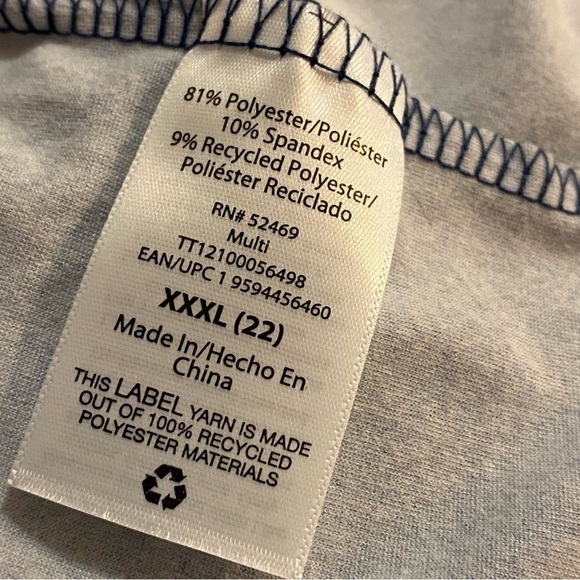 81% Polyester/Poliéster
10% Spandex
9% Recycled Polyester/
Poliéster Reciclado
RN# 52469
Multi
TT12100056498
EAN/UPC 1 9594456460
XXXL (22)
Made In/Hecho En
China
THIS LABEL YARN IS MADE
OUT OF 100% RECYCLED
POLYESTER MATERIALS